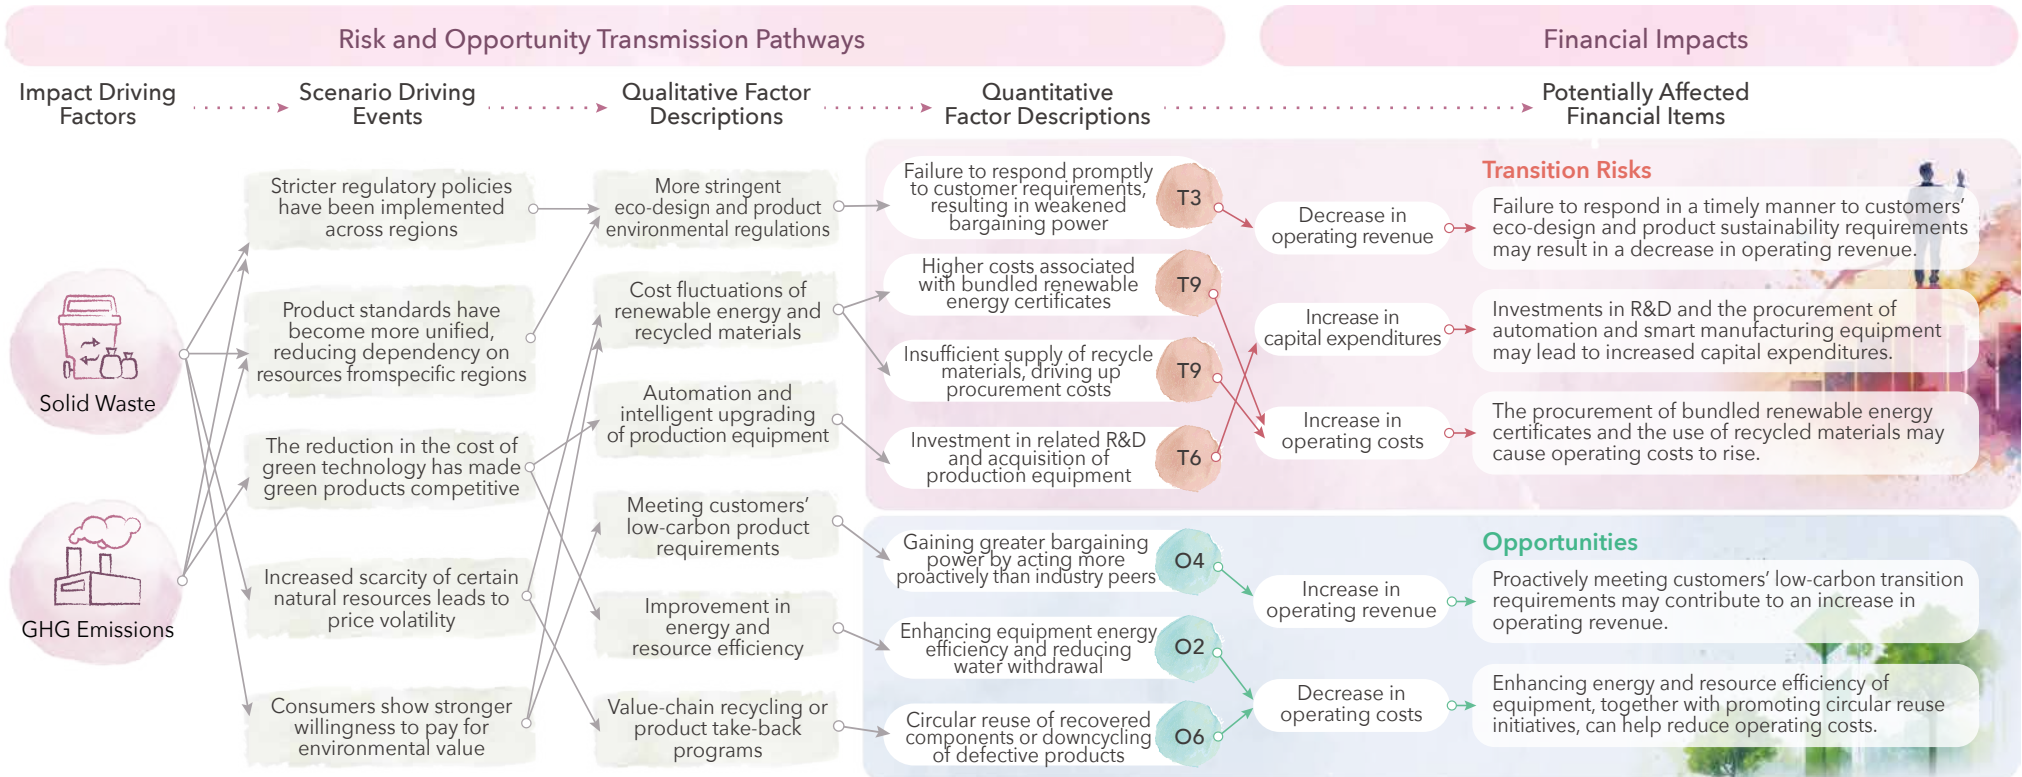 Risk and Opportunity Transmission Pathways
Financial Impacts
Impact Driving
Factors
Scenario Driving
Events
Qualitative Factor
Descriptions
Quantitative
Factor Descriptions
Potentially Affected
Financial Items
Solid Waste
GHG Emissions
Stricter regulatory policies
have been implemented
across regions
Product standards have
become more unified,
reducing dependency on
resources fromspecific regions
The reduction in the cost of
green technology has made
green products competitive
Increased scarcity of certain
natural resources leads to
price volatility
Consumers show stronger
willingness to pay for
environmental value
More stringent
eco-design and product
environmental regulations
Cost fluctuations of
renewable energy and
recycled materials
Automation and
intelligent upgrading
of production equipment
Meeting customers’
low-carbon product
requirements
Improvement in
energy and
resource efficiency
Value-chain recycling or
product take-back
programs
Failure to respond promptly
to customer requirements,
resulting in weakened
bargaining power
T3
Higher costs associated
with bundled renewable
energy certificates
T9
Insufficient supply of recycle
materials, driving up
procurement costs
T9
Investment in related R&D
and acquisition of
production equipment
T6
Gaining greater bargaining
power by acting more
proactively than industry peers
O4
Enhancing equipment energy
efficiency and reducing
water withdrawal
O2
Circular reuse of recovered
components or downcycling
of defective products
O6
Decrease in
operating revenue
Increase in
capital expenditures
Increase in
operating costs
Increase in
operating revenue
Decrease in
operating costs
Transition Risks
Failure to respond in a timely manner to customers’
eco-design and product sustainability requirements
may result in a decrease in operating revenue.
Investments in R&D and the procurement of
automation and smart manufacturing equipment
may lead to increased capital expenditures.
The procurement of bundled renewable energy
certificates and the use of recycled materials may
cause operating costs to rise.
Opportunities
Proactively meeting customers’ low-carbon transition
requirements may contribute to an increase in
operating revenue.
Enhancing energy and resource efficiency of
equipment, together with promoting circular reuse
initiatives, can help reduce operating costs.